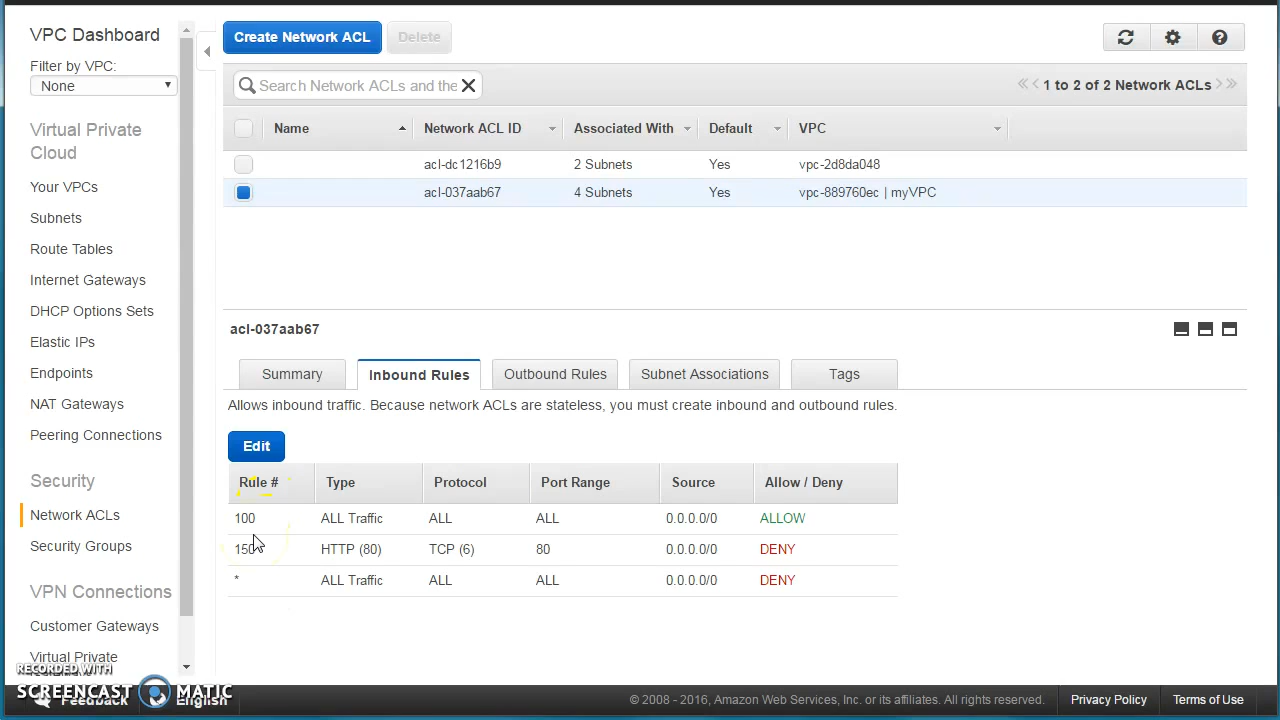 VPC Dashboard
Filter by VPC:
None
Virtual Private
Cloud
Your VPCs
Subnets
Route Tables
Internet Gateways
DHCP Options Sets
Elastic IPs
Endpoints
NAT Gateways
Peering Connections
Security
Network ACLs
Security Groups
VPN Connections
Customer Gateways
Virtual Private
Create Network ACL Delete
Search Network ACLs and the
1 to 2 of 2 Network ACLs
Name Network ACL ID Associated With Default VPC
acl-dc1216b9 2 Subnets Yes vpc-2d8da048
acl-037aab67 4 Subnets Yes vpc-889760ec | myVPC
acl-037aab67
Summary Inbound Rules Outbound Rules Subnet Associations Tags
Allows inbound traffic. Because network ACLs are stateless, you must create inbound and outbound rules.
Edit
Rule # Type Protocol Port Range Source Allow / Deny
100 ALL Traffic ALL ALL 0.0.0.0/0 ALLOW
150 HTTP (80) TCP (6) 80 0.0.0.0/0 DENY
* ALL Traffic ALL ALL 0.0.0.0/0 DENY
RECORDED WITH
SCREENCAST MATIC
Feedback English
© 2008 - 2016, Amazon Web Services, Inc. or its affiliates. All rights reserved. Privacy Policy Terms of Use